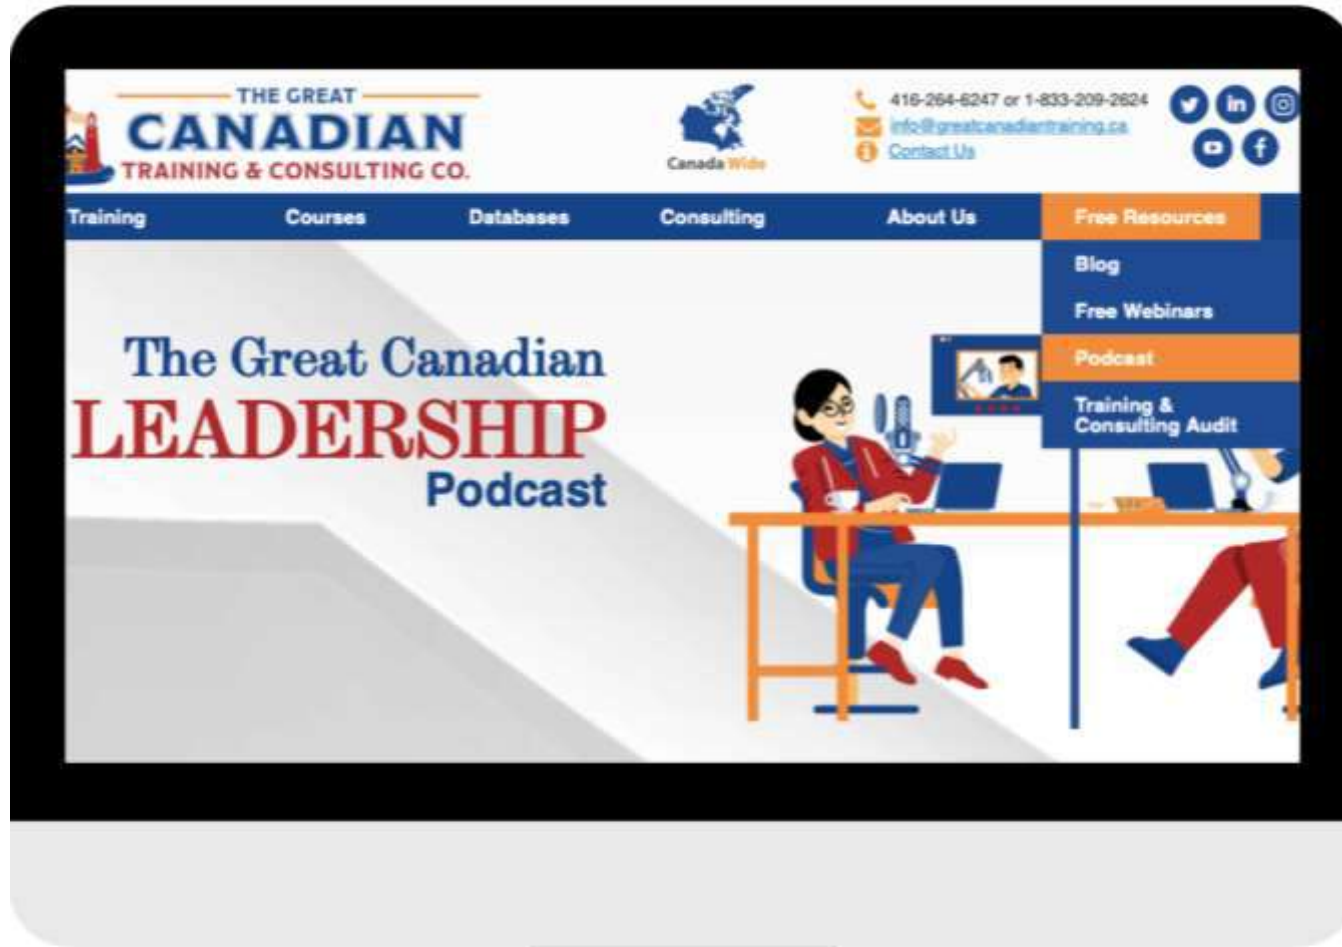 THE GREAT
CANADIAN
TRAINING & CONSULTING CO.
Canada Wide
416-264-6247 or 1-833-209-2624
info@greatcanadiantraining.ca
Contact Us
Training Courses Databases Consulting About Us Free Resources
Blog
Free Webinars
Podcast
Training &
Consulting Audit
The Great Canadian
LEADERSHIP
Podcast